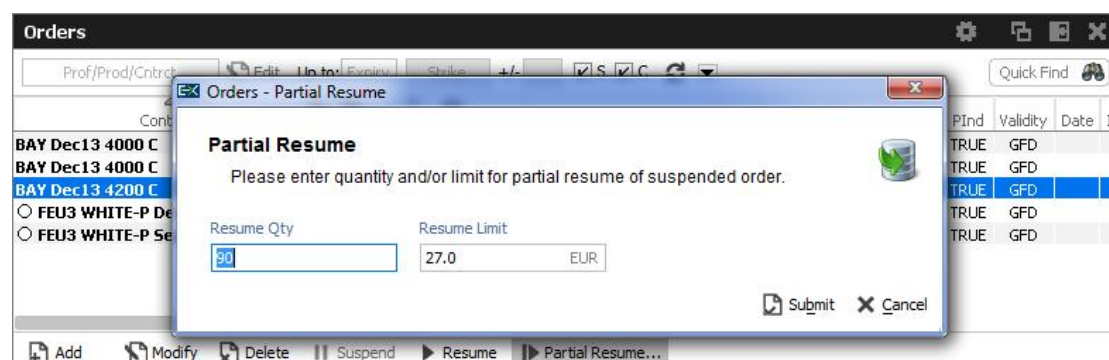 Orders
Prof/Prod/Cntrct Edit Up to: Expiry Strike +/- S C Quick Find
Orders - Partial Resume
Cont PInd Validity Date
BAY Dec13 4000 C TRUE GFD
BAY Dec13 4000 C TRUE GFD
BAY Dec13 4200 C TRUE GFD
FEU3 WHITE-P De TRUE GFD
FEU3 WHITE-P Se TRUE GFD
Partial Resume
Please enter quantity and/or limit for partial resume of suspended order.
Resume Qty Resume Limit
90 27.0 EUR
Submit Cancel
Add Modify Delete Suspend Resume Partial Resume...